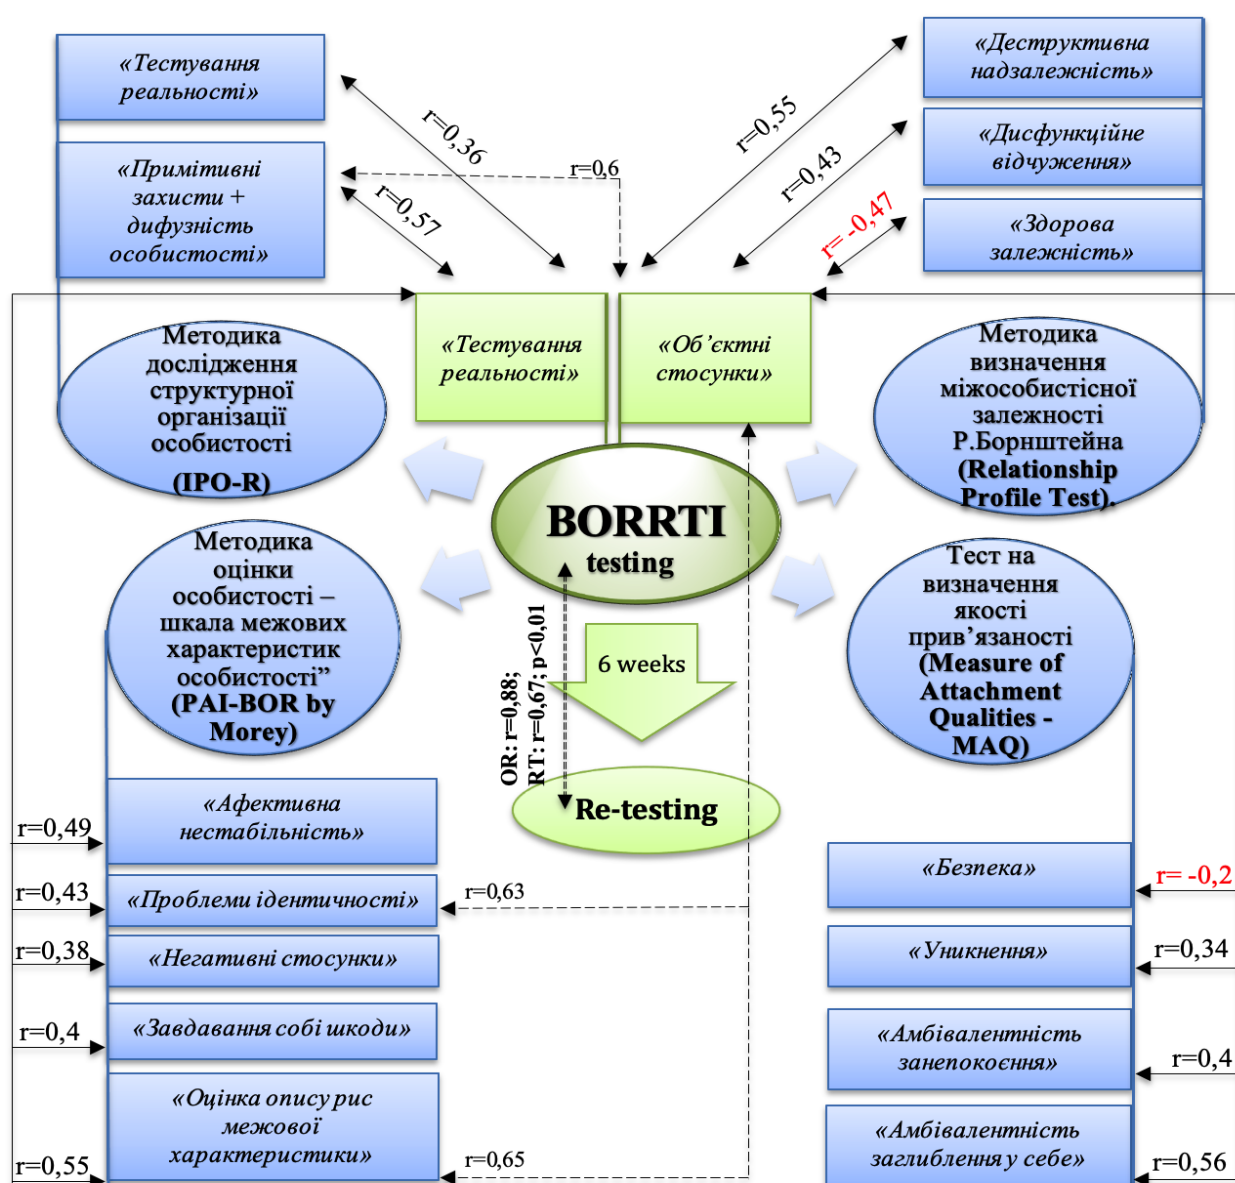 «Тестування
реальності»
«Примітивні
захисти +
дифузність
особистості»
r=0,36
r=0,57
r=0,6
r=0,55
r=0,43
r= -0,47
«Деструктивна
надзалежність»
«Дисфункційне
відчуження»
«Здорова
залежність»
«Тестування
реальності»
«Об’єктні
стосунки»
Методика
дослідження
структурної
організації
особистості
(IPO-R)
Методика
визначення
міжособистісної
залежності
Р.Борнштейна
(Relationship
Profile Test).
BORRTI
testing
Методика
оцінки
особистості –
шкала межових
характеристик
особистості”
(PAI-BOR by
Morey)
Тест на
визначення
якості
прив’язаності
(Measure of
Attachment
Qualities -
MAQ)
6 weeks
OR: r=0,88;
RT: r=0,67; p<0,01
Re-testing
r=0,49
«Афективна
нестабільність»
r=0,43
«Проблеми ідентичності»
r=0,63
r=0,38
«Негативні стосунки»
r=0,4
«Завдавання собі шкоди»
r=0,55
«Оцінка опису рис
межової
характеристики»
r=0,65
«Безпека»
r= -0,2
«Уникнення»
r=0,34
«Амбівалентність
занепокоєння»
r=0,4
«Амбівалентність
заглиблення у себе»
r=0,56